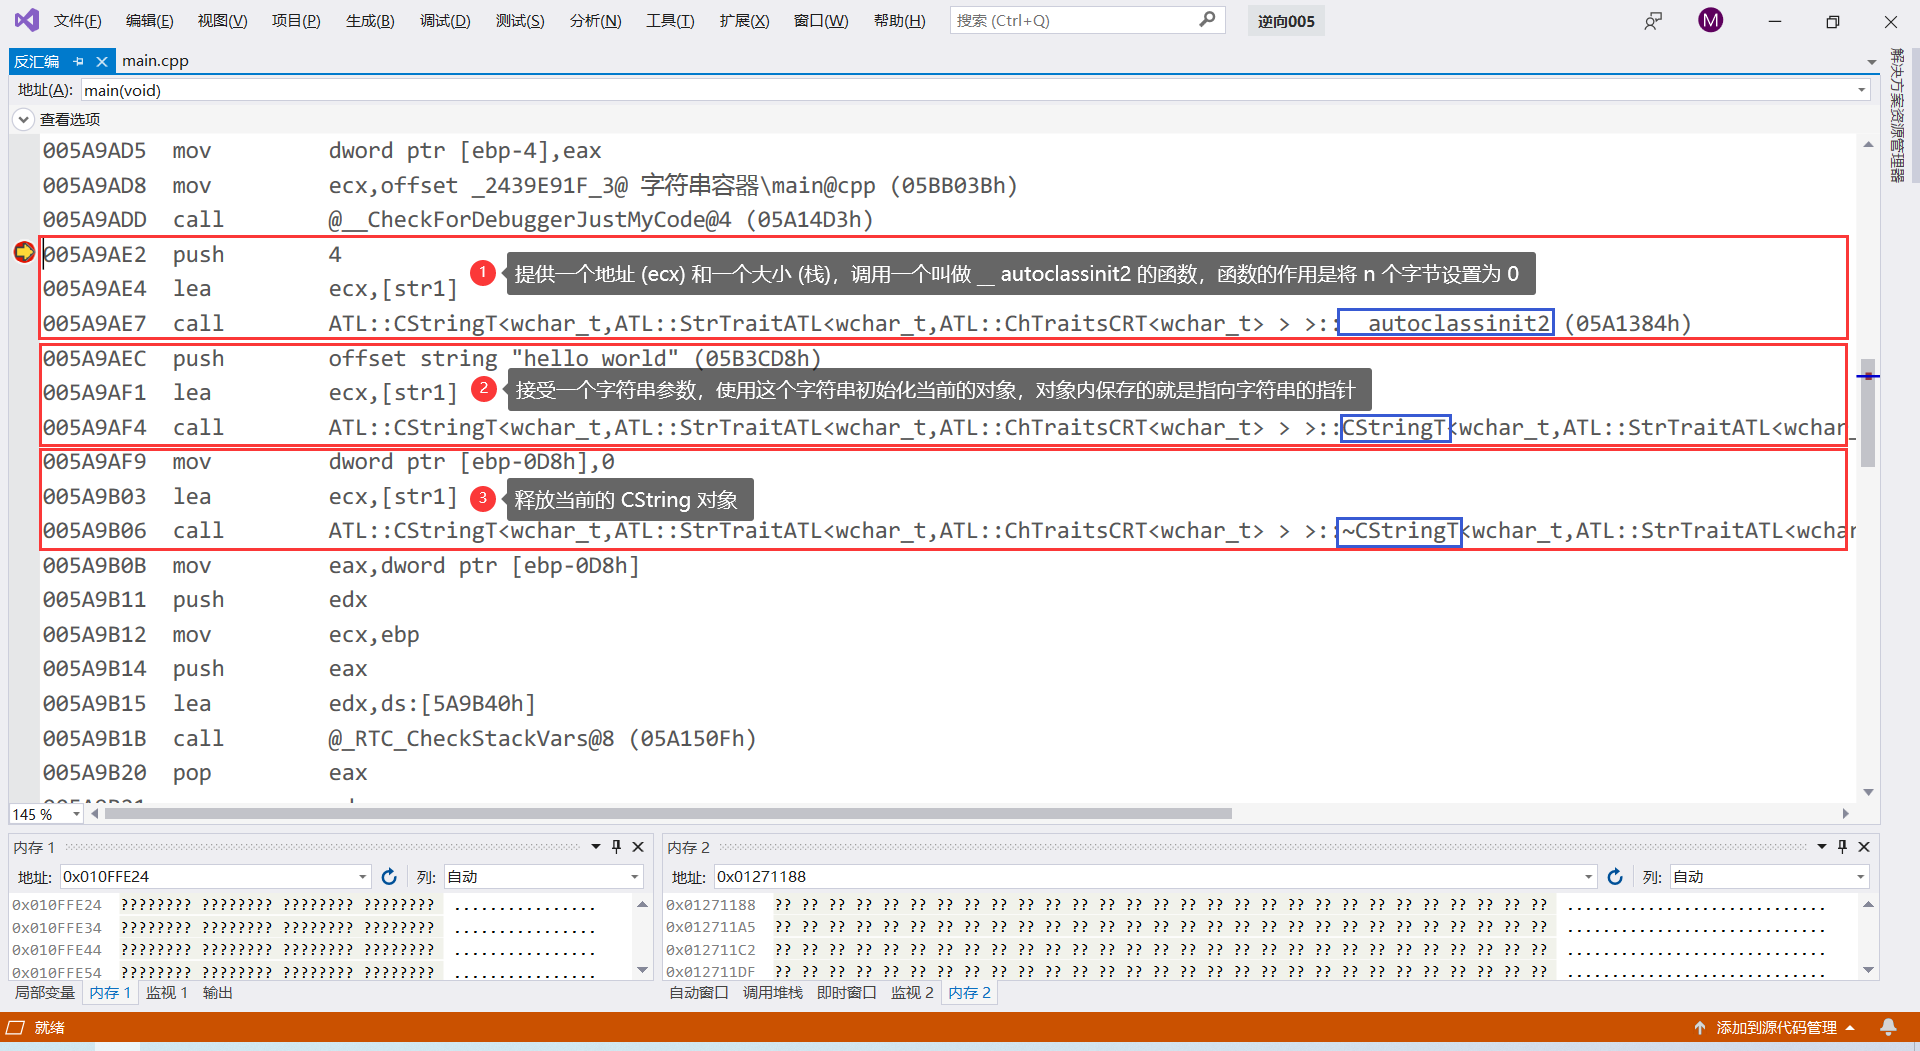 文件(F) 编辑(E) 视图(V) 项目(P) 生成(B) 调试(D) 测试(S) 分析(N) 工具(T) 扩展(X) 窗口(W) 帮助(H) 搜索 (Ctrl+Q) 逆向005 M
反汇编 main.cpp
地址(A): main(void)
查看选项
解决方案资源管理器
005A9AD5 mov dword ptr [ebp-4],eax
005A9AD8 mov ecx,offset _2439E91F_3@ 字符串容器\main@cpp (05BB03Bh)
005A9ADD call @__CheckForDebuggerJustMyCode@4 (05A14D3h)
005A9AE2 push 4
1 提供一个地址 (ecx) 和一个大小 (栈)，调用一个叫做 __ autoclassinit2 的函数，函数的作用是将 n 个字节设置为 0
005A9AE4 lea ecx,[str1]
005A9AE7 call ATL::CStringT<wchar_t,ATL::StrTraitATL<wchar_t,ATL::ChTraitsCRT<wchar_t> > >::__autoclassinit2 (05A1384h)
005A9AEC push offset string "hello world" (05B3CD8h)
2 接受一个字符串参数，使用这个字符串初始化当前的对象，对象内保存的就是指向字符串的指针
005A9AF1 lea ecx,[str1]
005A9AF4 call ATL::CStringT<wchar_t,ATL::StrTraitATL<wchar_t,ATL::ChTraitsCRT<wchar_t> > >::CStringT<wchar_t,ATL::StrTraitATL<wchar_
005A9AF9 mov dword ptr [ebp-0D8h],0
005A9B03 lea ecx,[str1]
3 释放当前的 CString 对象
005A9B06 call ATL::CStringT<wchar_t,ATL::StrTraitATL<wchar_t,ATL::ChTraitsCRT<wchar_t> > >::~CStringT<wchar_t,ATL::StrTraitATL<wchar
005A9B0B mov eax,dword ptr [ebp-0D8h]
005A9B11 push edx
005A9B12 mov ecx,ebp
005A9B14 push eax
005A9B15 lea edx,ds:[5A9B40h]
005A9B1B call @_RTC_CheckStackVars@8 (05A150Fh)
005A9B20 pop eax
145 %
内存 1
地址: 0x010FFE24 列: 自动
0x010FFE24 ???????? ???????? ???????? ???????? ................
0x010FFE34 ???????? ???????? ???????? ???????? ................
0x010FFE44 ???????? ???????? ???????? ???????? ................
0x010FFE54 ???????? ???????? ???????? ???????? ................
局部变量 内存 1 监视 1 输出
内存 2
地址: 0x01271188 列: 自动
0x01271188 ?? ?? ?? ?? ?? ?? ?? ?? ?? ?? ?? ?? ?? ?? ?? ?? ?? ?? ?? ?? ?? ?? ?? ?? ?? ?? ?? ?? ?? .............................
0x012711A5 ?? ?? ?? ?? ?? ?? ?? ?? ?? ?? ?? ?? ?? ?? ?? ?? ?? ?? ?? ?? ?? ?? ?? ?? ?? ?? ?? ?? ?? .............................
0x012711C2 ?? ?? ?? ?? ?? ?? ?? ?? ?? ?? ?? ?? ?? ?? ?? ?? ?? ?? ?? ?? ?? ?? ?? ?? ?? ?? ?? ?? ?? .............................
0x012711DF ?? ?? ?? ?? ?? ?? ?? ?? ?? ?? ?? ?? ?? ?? ?? ?? ?? ?? ?? ?? ?? ?? ?? ?? ?? ?? ?? ?? ?? .............................
自动窗口 调用堆栈 即时窗口 监视 2 内存 2
就绪 添加到源代码管理